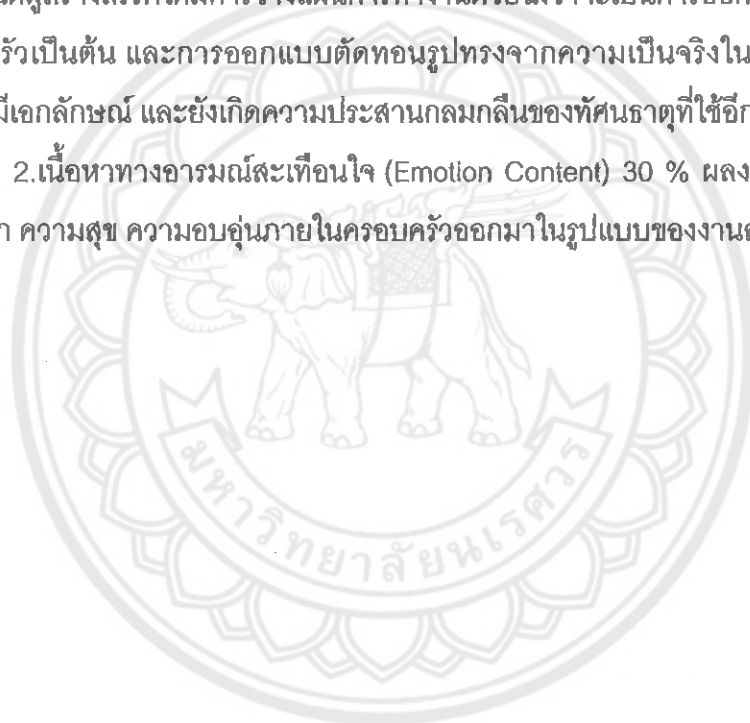 รัวเป็นต้น และการออกแบบตัดทอนรูปทรงจากความเป็นจริงใน
มีเอกลักษณ์ และยังเกิดความประสานกลมกลืนของทัศนธาตุที่ใช้อีก
2.เนื้อหาทางอารมณ์สะเทือนใจ (Emotion Content) 30 % ผลง
ความสุข ความอบอุ่นภายในครอบครัวออกมาในรูปแบบของงาน
มหาวิทยาลัยนเรศวร